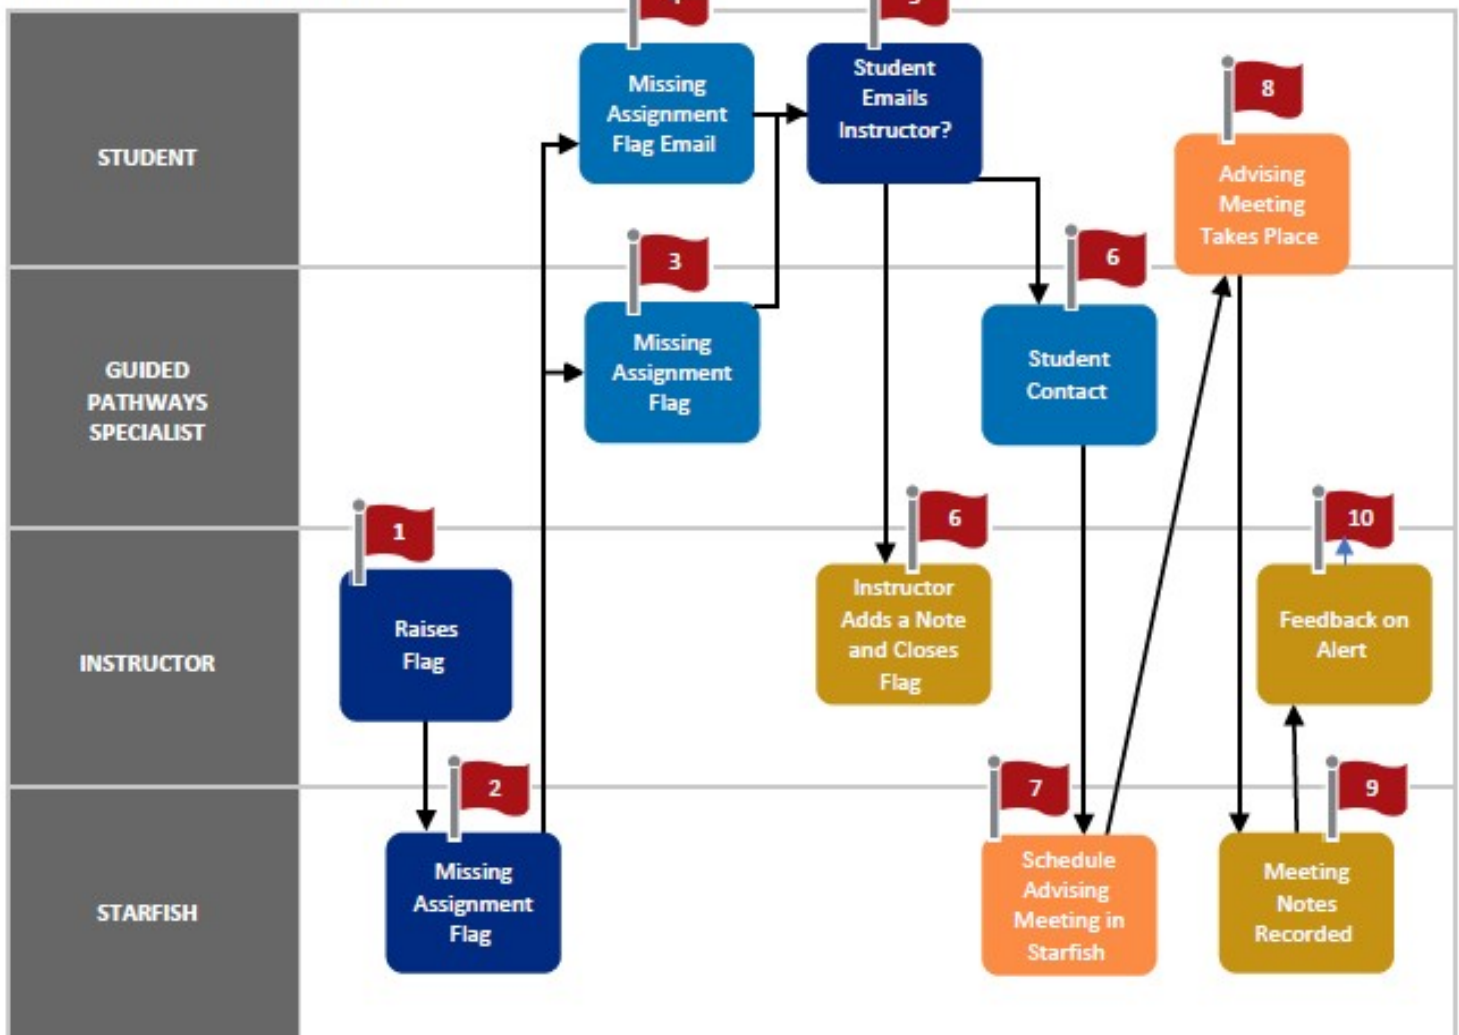 4
5
Missing
Assignment
Flag Email
Student
Emails
Instructor?
8
Advising
Meeting
Takes Place
STUDENT
3
6
Missing
Assignment
Flag
Student
Contact
GUIDED
PATHWAYS
SPECIALIST
1
6
10
Raises
Flag
Instructor
Adds a Note
and Closes
Flag
Feedback on
Alert
INSTRUCTOR
2
7
9
Missing
Assignment
Flag
Schedule
Advising
Meeting in
Starfish
Meeting
Notes
Recorded
STARFISH